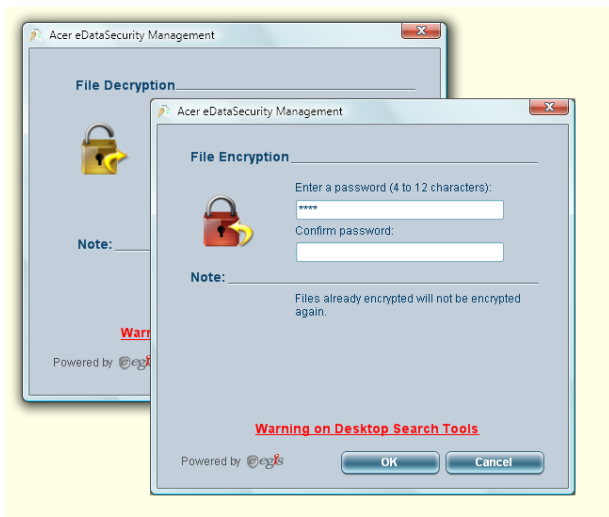 Acer eDataSecurity Management
File Decryption
Note:
Powered by egis
Acer eDataSecurity Management
File Encryption
Enter a password (4 to 12 characters):
****
Confirm password:
Note:
Files already encrypted will not be encrypted
again.
Warning on Desktop Search Tools
Powered by egis
OK
Cancel